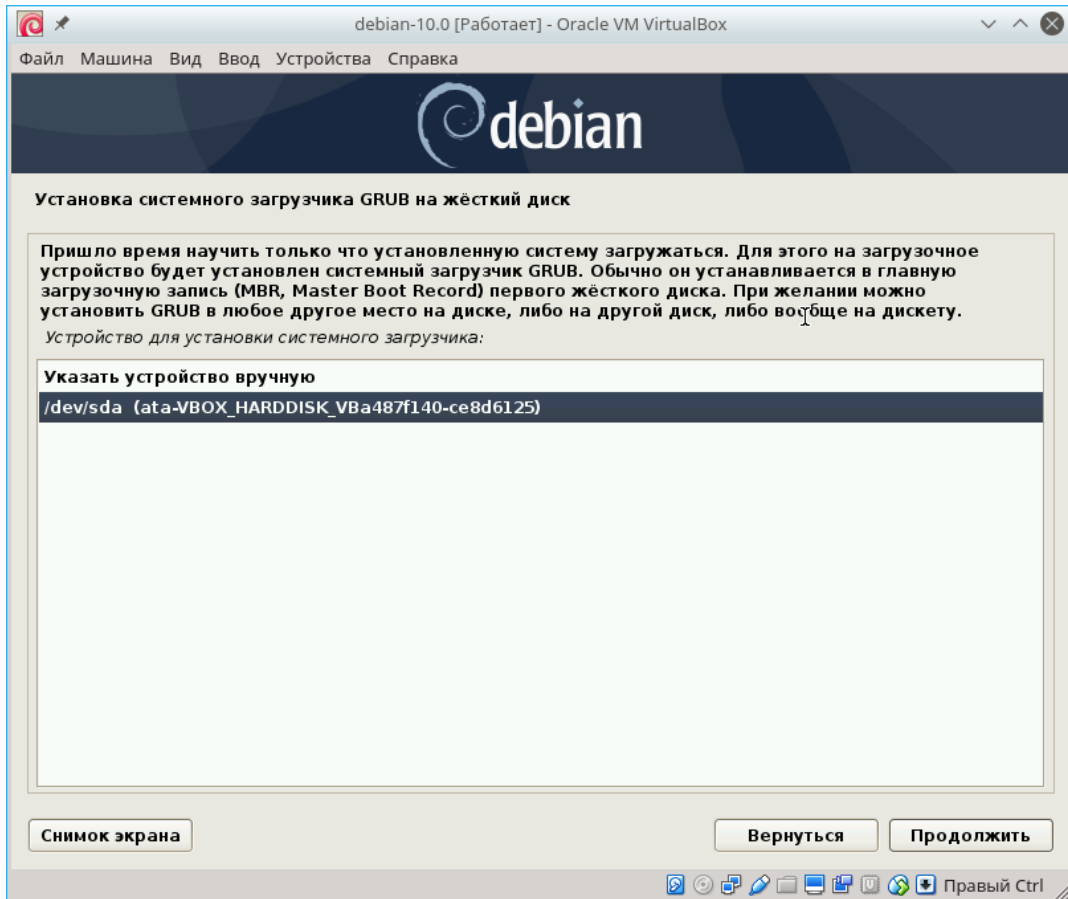 debian-10.0 [Работает] - Oracle VM VirtualBox
Файл Машина Вид Ввод Устройства Справка
debian
Установка системного загрузчика GRUB на жёсткий диск
Пришло время научить только что установленную систему загружаться. Для этого на загрузочное
устройство будет установлен системный загрузчик GRUB. Обычно он устанавливается в главную
загрузочную запись (MBR, Master Boot Record) первого жёсткого диска. При желании можно
установить GRUB в любое другое место на диске, либо на другой диск, либо вообще на дискету.
Устройство для установки системного загрузчика:
Указать устройство вручную
/dev/sda (ata-VBOX_HARDDISK_VBa487f140-ce8d6125)
Снимок экрана
Вернуться
Продолжить
Правый Ctrl